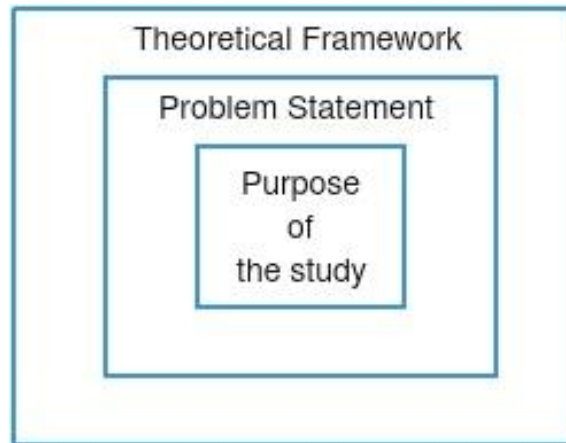 Theoretical Framework
Problem Statement
Purpose
of
the study